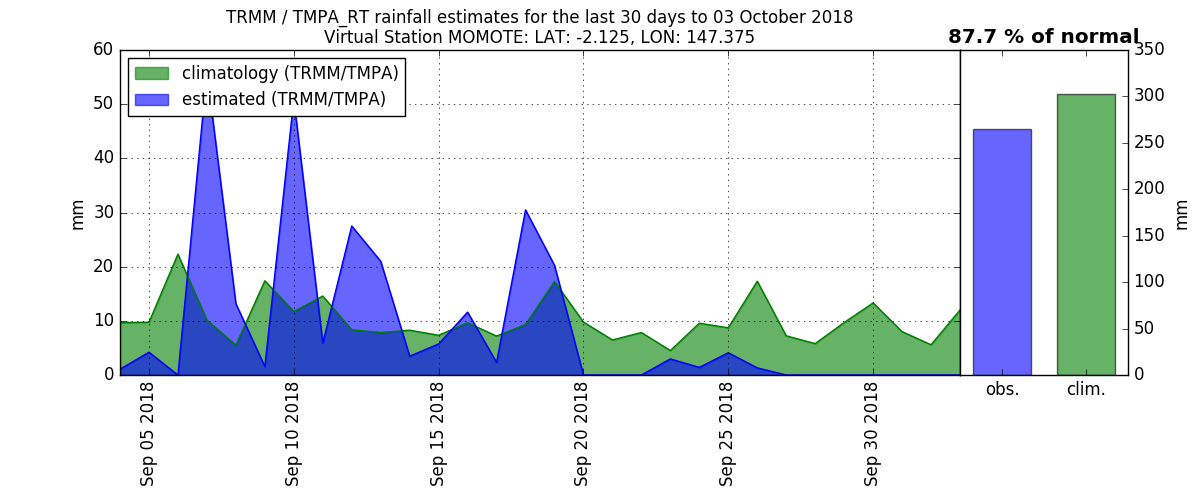 TRMM / TMPA_RT rainfall estimates for the last 30 days to 03 October 2018
Virtual Station MOMOTE: LAT: -2.125, LON: 147.375
87.7 % of normal
climatology (TRMM/TMPA)
estimated (TRMM/TMPA)
60
50
40
30
20
10
0
mm
Sep 05 2018
Sep 10 2018
Sep 15 2018
Sep 20 2018
Sep 25 2018
Sep 30 2018
350
300
250
200
150
100
50
0
mm
obs.
clim.